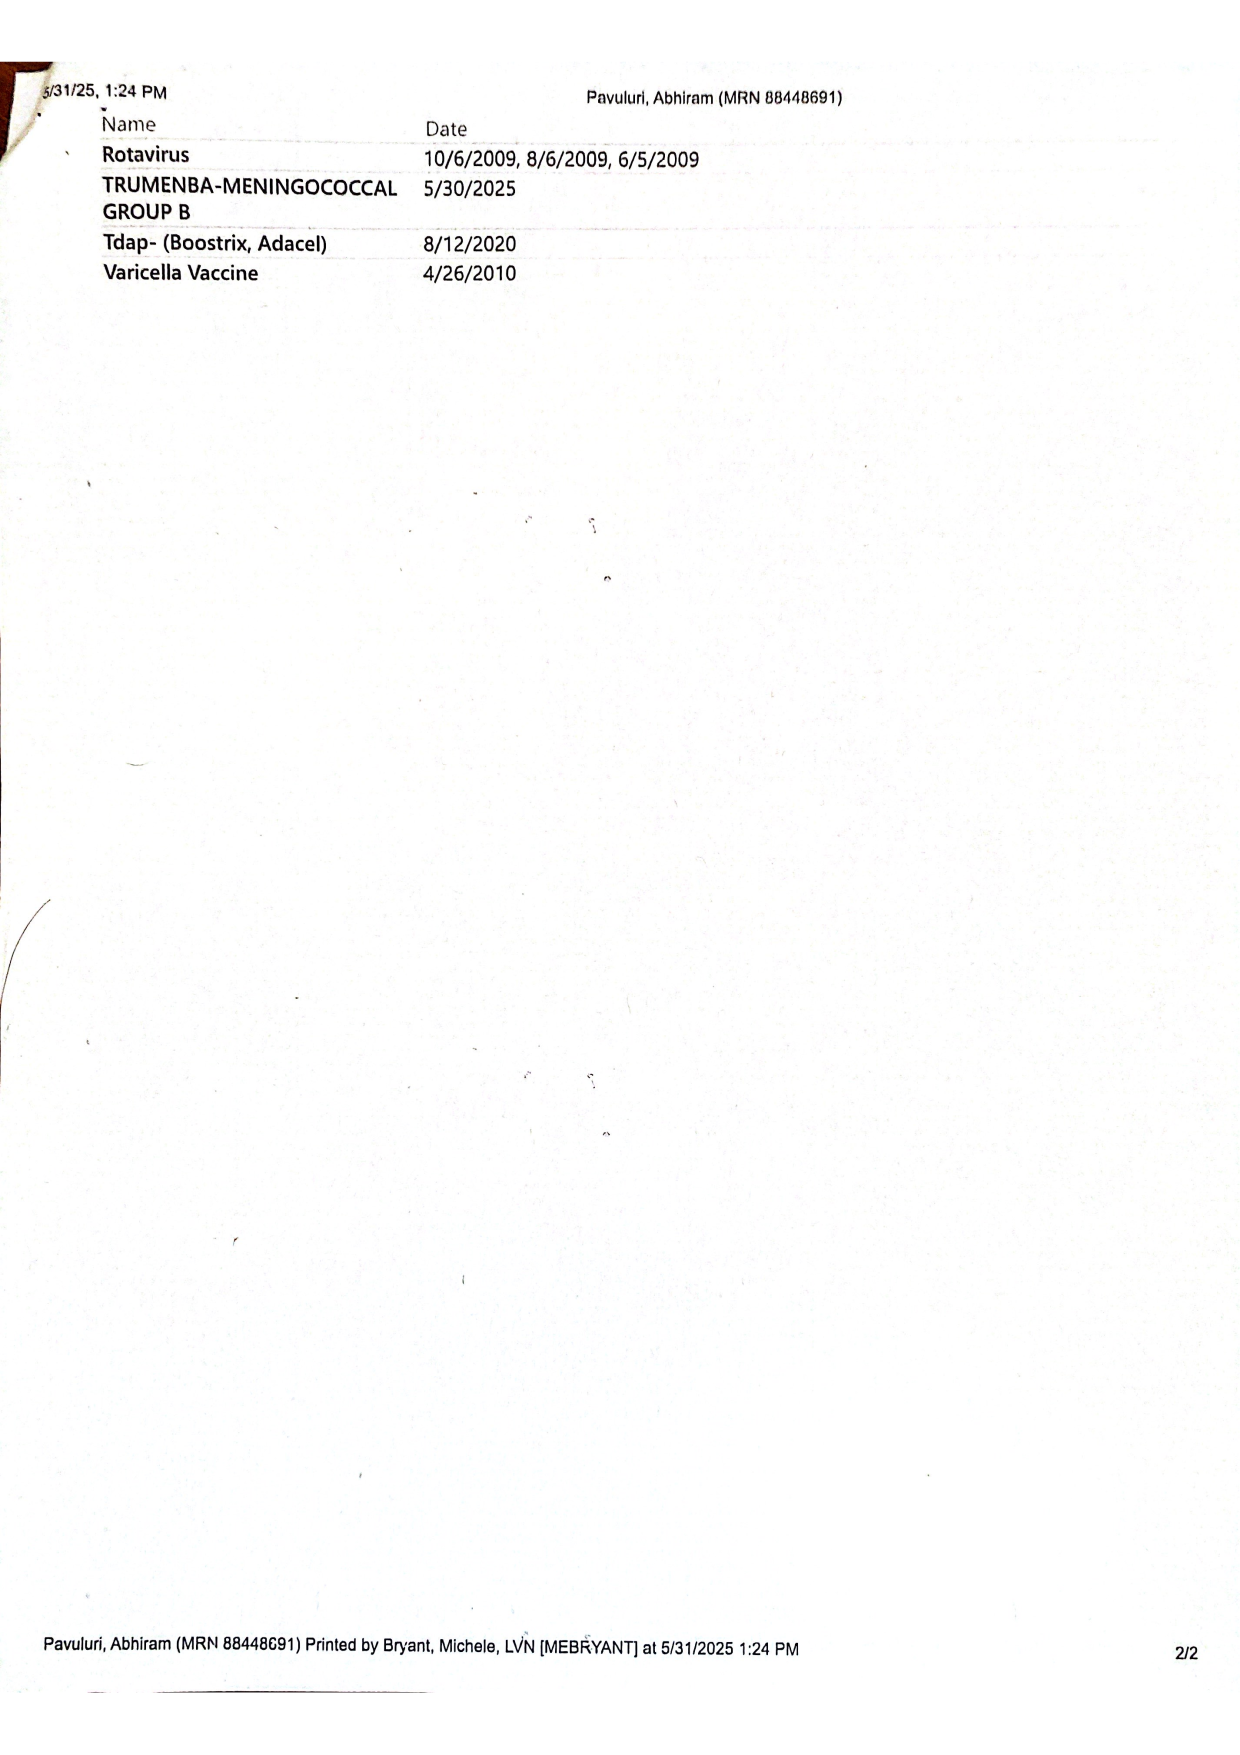 5/31/25, 1:24 PM
Pavuluri, Abhiram (MRN 88448691)
Name Date
Rotavirus 10/6/2009, 8/6/2009, 6/5/2009
TRUMENBA-MENINGOCOCCAL 5/30/2025
GROUP B
Tdap- (Boostrix, Adacel) 8/12/2020
Varicella Vaccine 4/26/2010
Pavuluri, Abhiram (MRN 88448691) Printed by Bryant, Michele, LVN [MEBRYANT] at 5/31/2025 1:24 PM
2/2